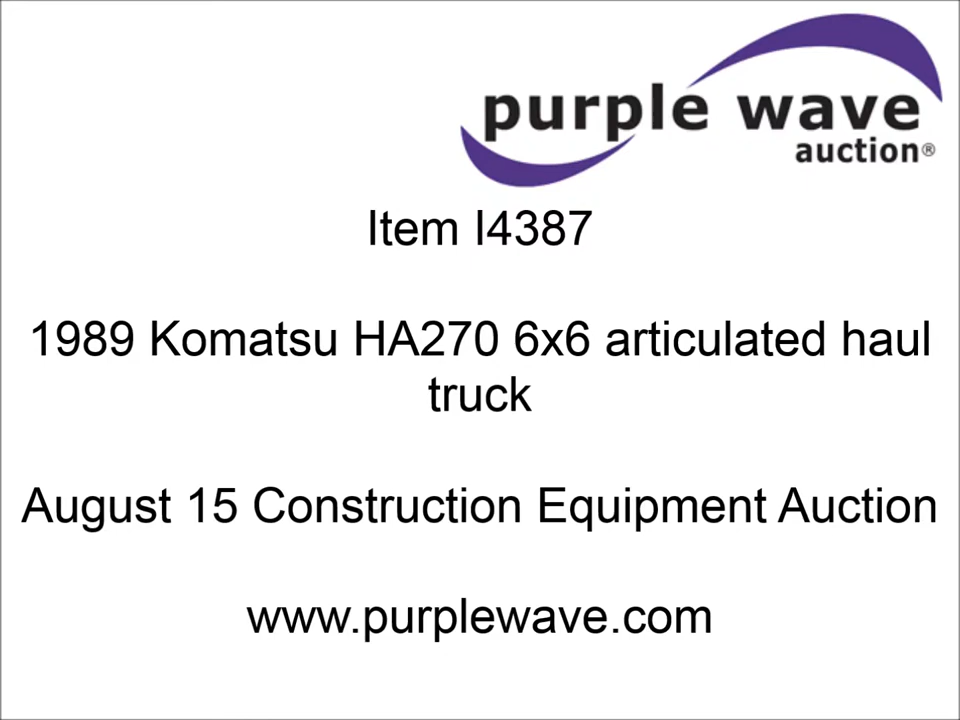 purple wave
auction®
Item I4387
1989 Komatsu HA270 6x6 articulated haul
truck
August 15 Construction Equipment Auction
www.purplewave.com